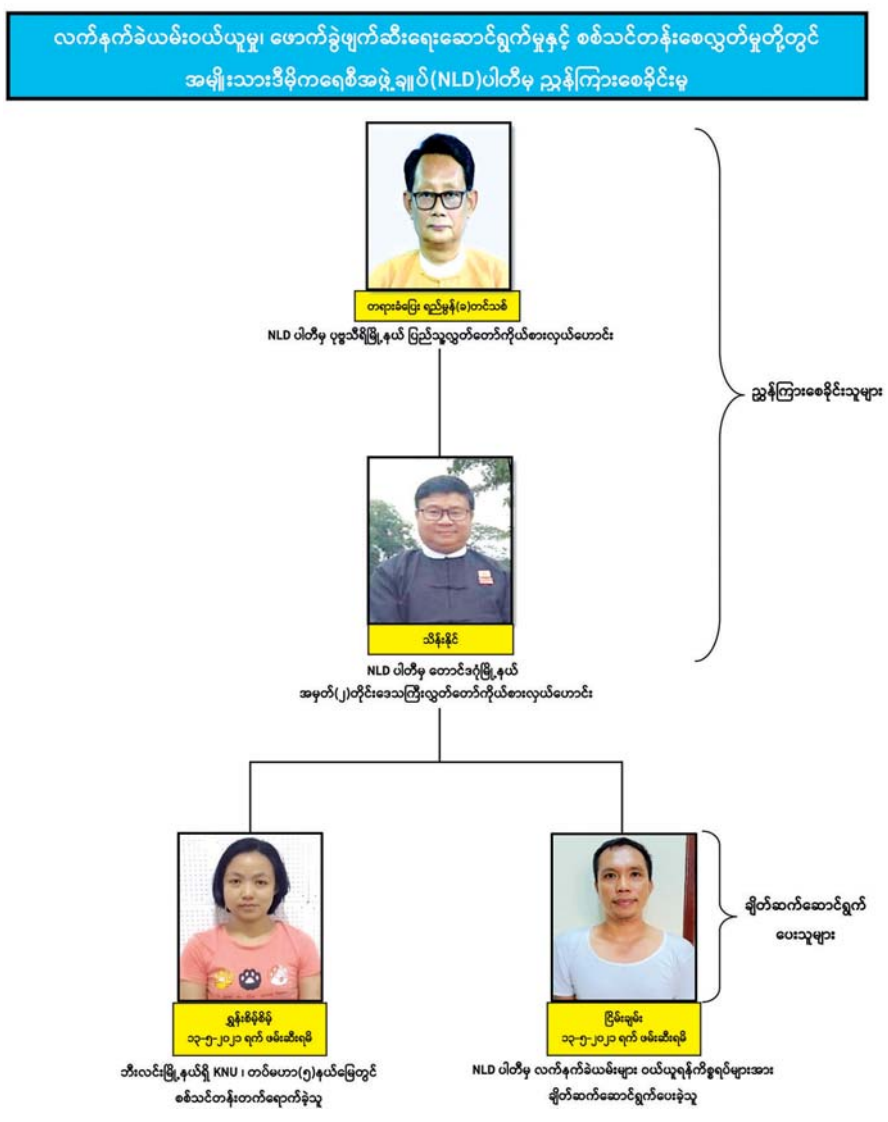 လက်နက်ခဲယမ်းဝယ်ယူမှု၊ ဖောက်ခွဲဖျက်ဆီးရေးဆောင်ရွက်မှုနှင့် စစ်သင်တန်းစေလွှတ်မှုတို့တွင်
အမျိုးသားဒီမိုကရေစီအဖွဲ့ချုပ်(NLD)ပါတီမှ ညွှန်ကြားစေခိုင်းမှု
တရားခံပြေး ရည်မွန်(ခ)တင်သစ်
NLD ပါတီမှ ပုဗ္ဗသီရိမြို့နယ် ပြည်သူ့လွှတ်တော်ကိုယ်စားလှယ်ဟောင်း
ညွှန်ကြားစေခိုင်းသူများ
သိန်းနိုင်
NLD ပါတီမှ တောင်ဒဂုံမြို့နယ်
အမှတ်(၂)တိုင်းဒေသကြီးလွှတ်တော်ကိုယ်စားလှယ်ဟောင်း
ရွှန်းစိမ့်စိမ့်
၁၃-၅-၂၀၂၁ ရက် ဖမ်းဆီးရမိ
ဘီးလင်းမြို့နယ်ရှိ KNU ၊ တပ်မဟာ(၅)နယ်မြေတွင်
စစ်သင်တန်းတက်ရောက်ခဲ့သူ
ငြိမ်းချမ်း
၁၃-၅-၂၀၂၁ ရက် ဖမ်းဆီးရမိ
NLD ပါတီမှ လက်နက်ခဲယမ်းများ ဝယ်ယူရန်ကိစ္စရပ်များအား
ချိတ်ဆက်ဆောင်ရွက်ပေးခဲ့သူ
ချိတ်ဆက်ဆောင်ရွက်
ပေးသူများ